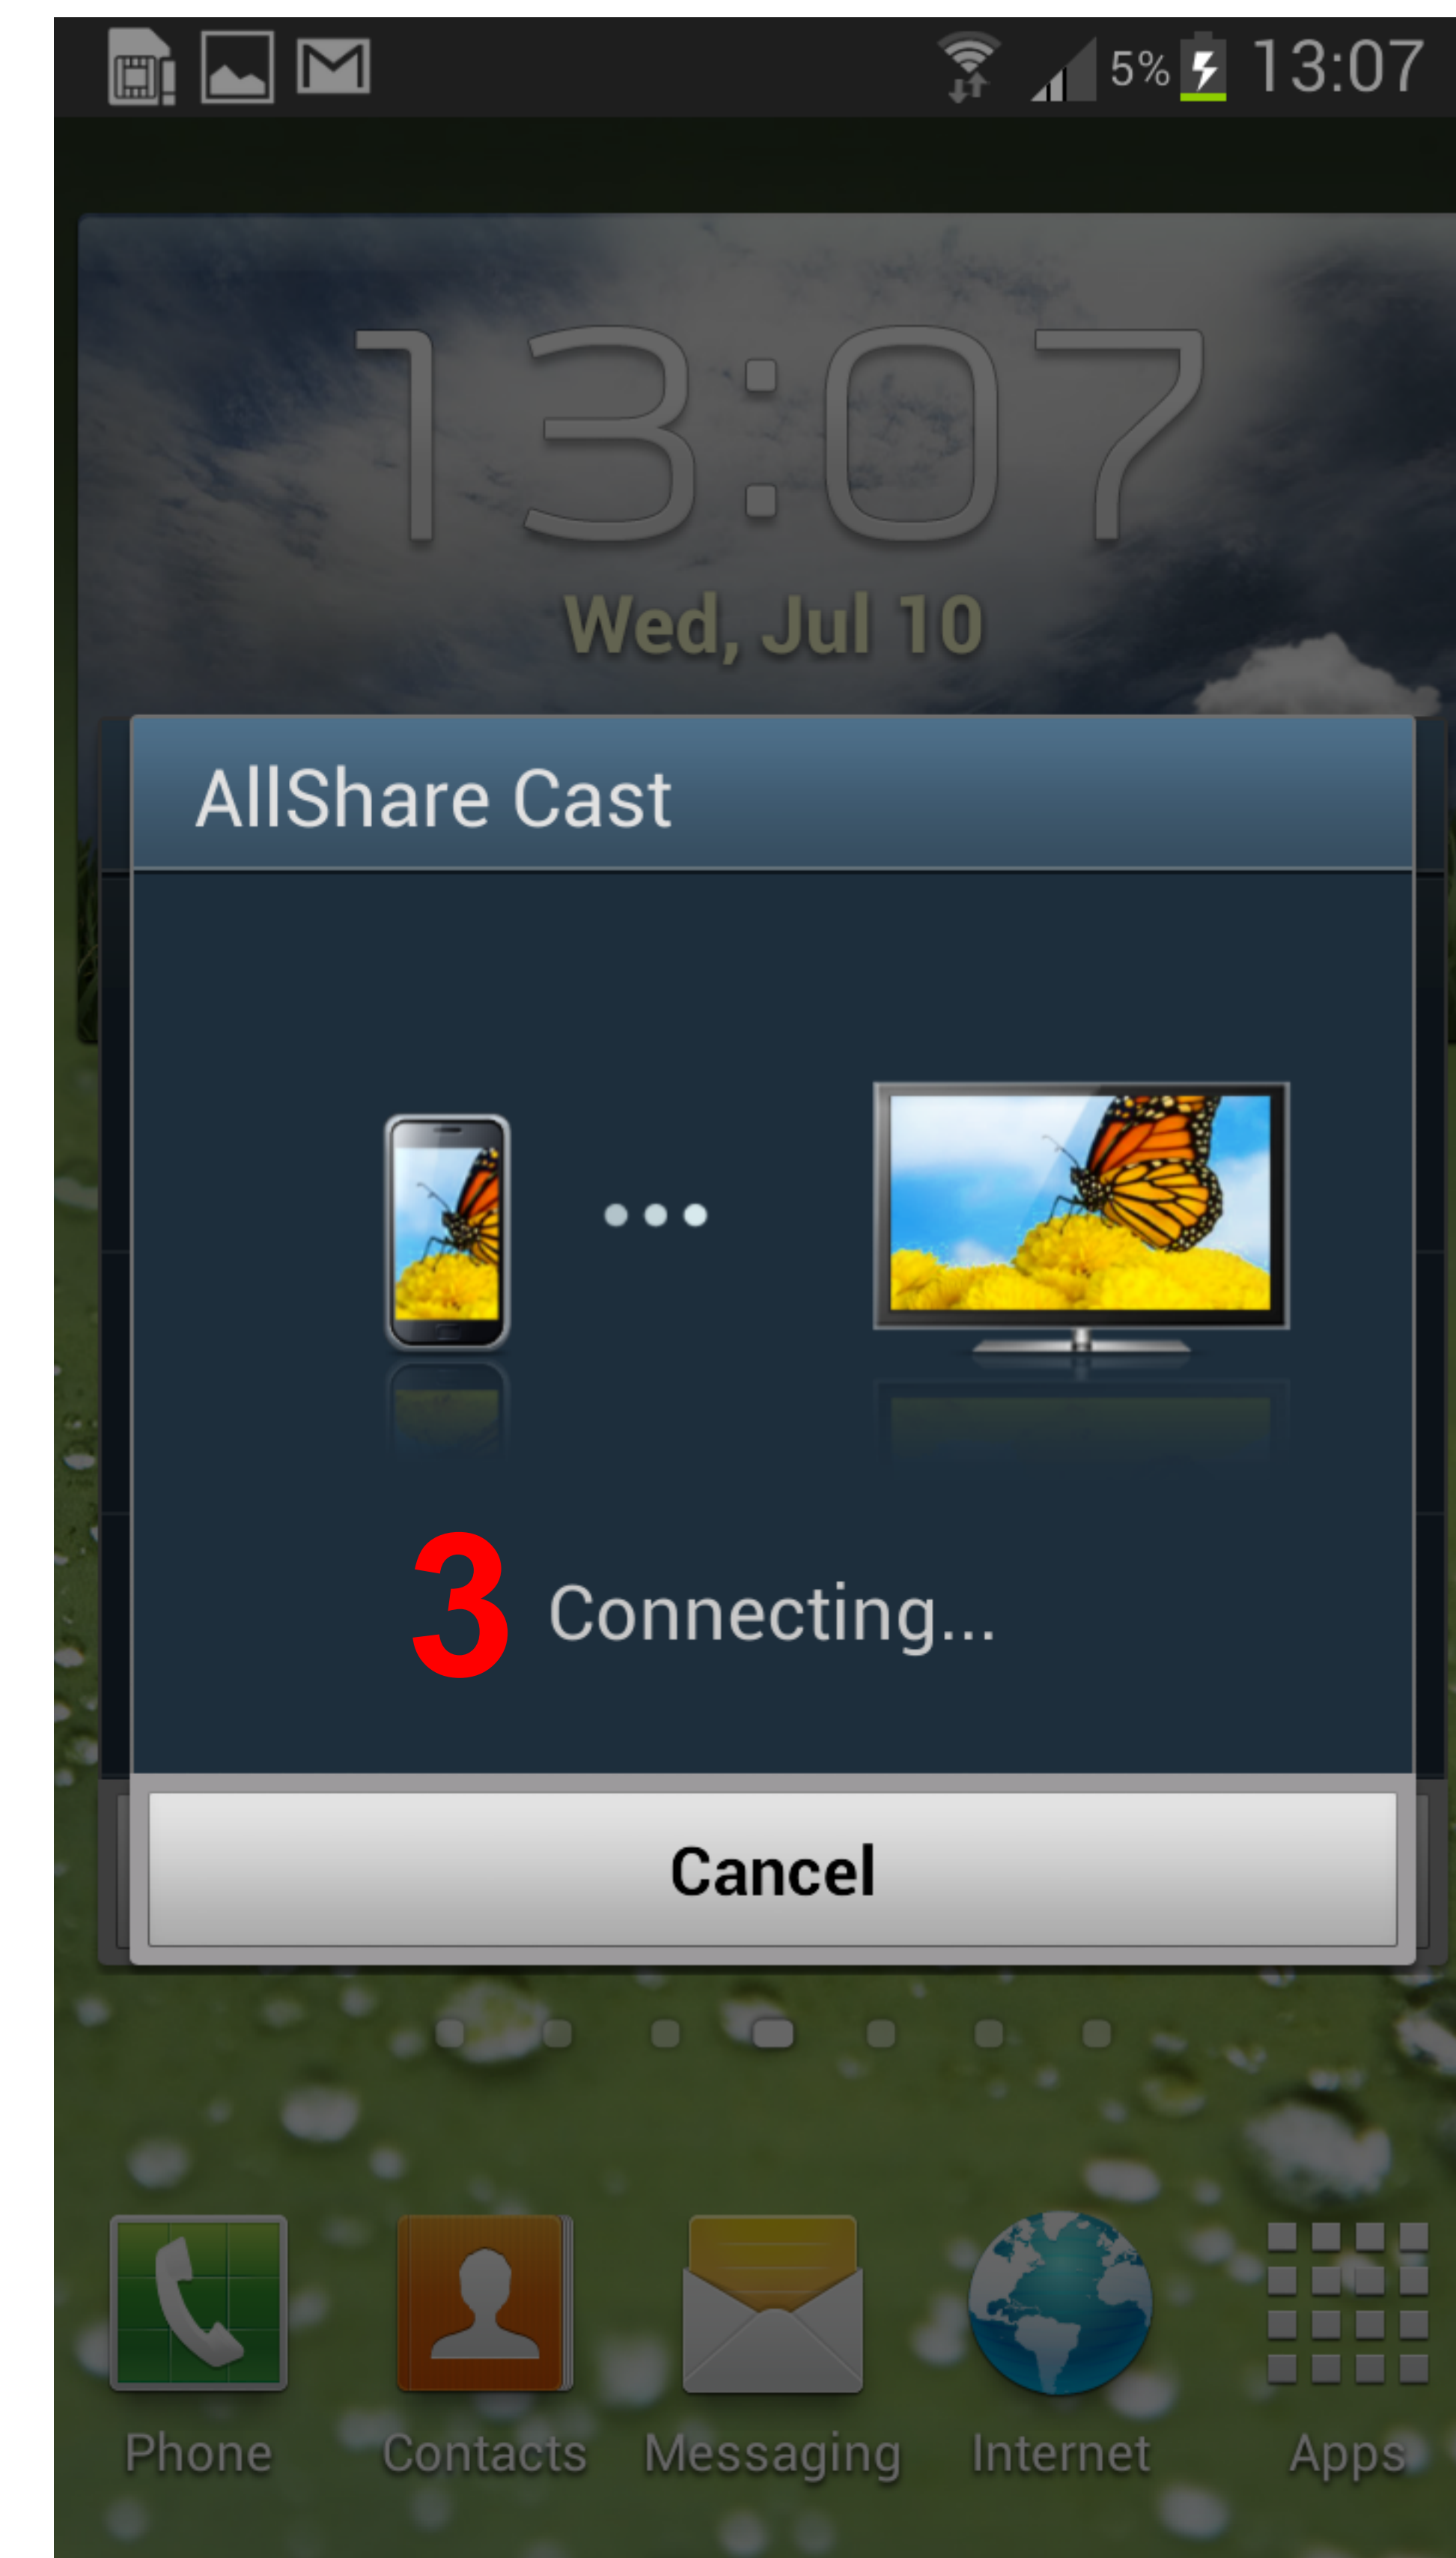 5% 13:07
13:07
Wed, Jul 10
AllShare Cast
3 Connecting...
Cancel
Phone Contacts Messaging Internet Apps